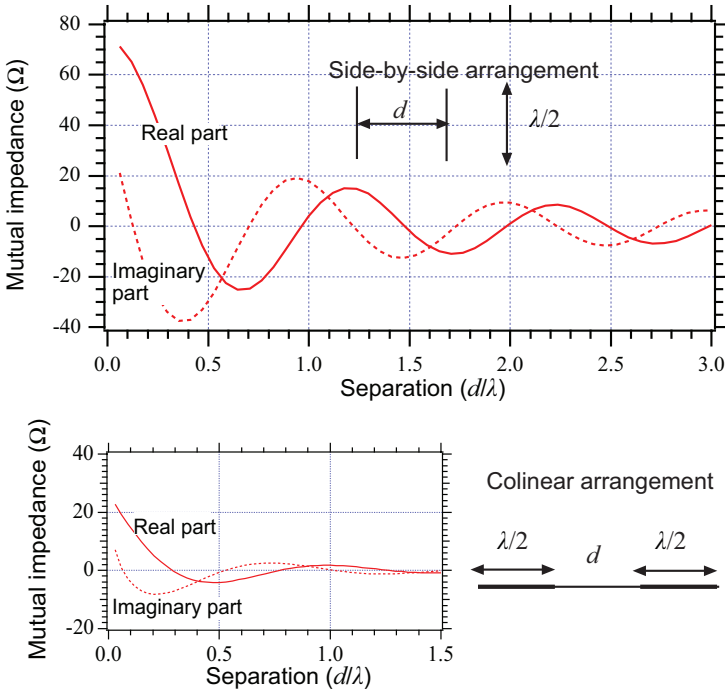 Mutual impedance (Ω)
80
60
40
20
0
-20
-40
Side-by-side arrangement
d
λ/2
Real part
Imaginary
part
0.0 0.5 1.0 1.5 2.0 2.5 3.0
Separation (d/λ)
Mutual impedance (Ω)
40
20
0
-20
Real part
Imaginary part
0.0 0.5 1.0 1.5
Separation (d/λ)
Colinear arrangement
λ/2 d λ/2